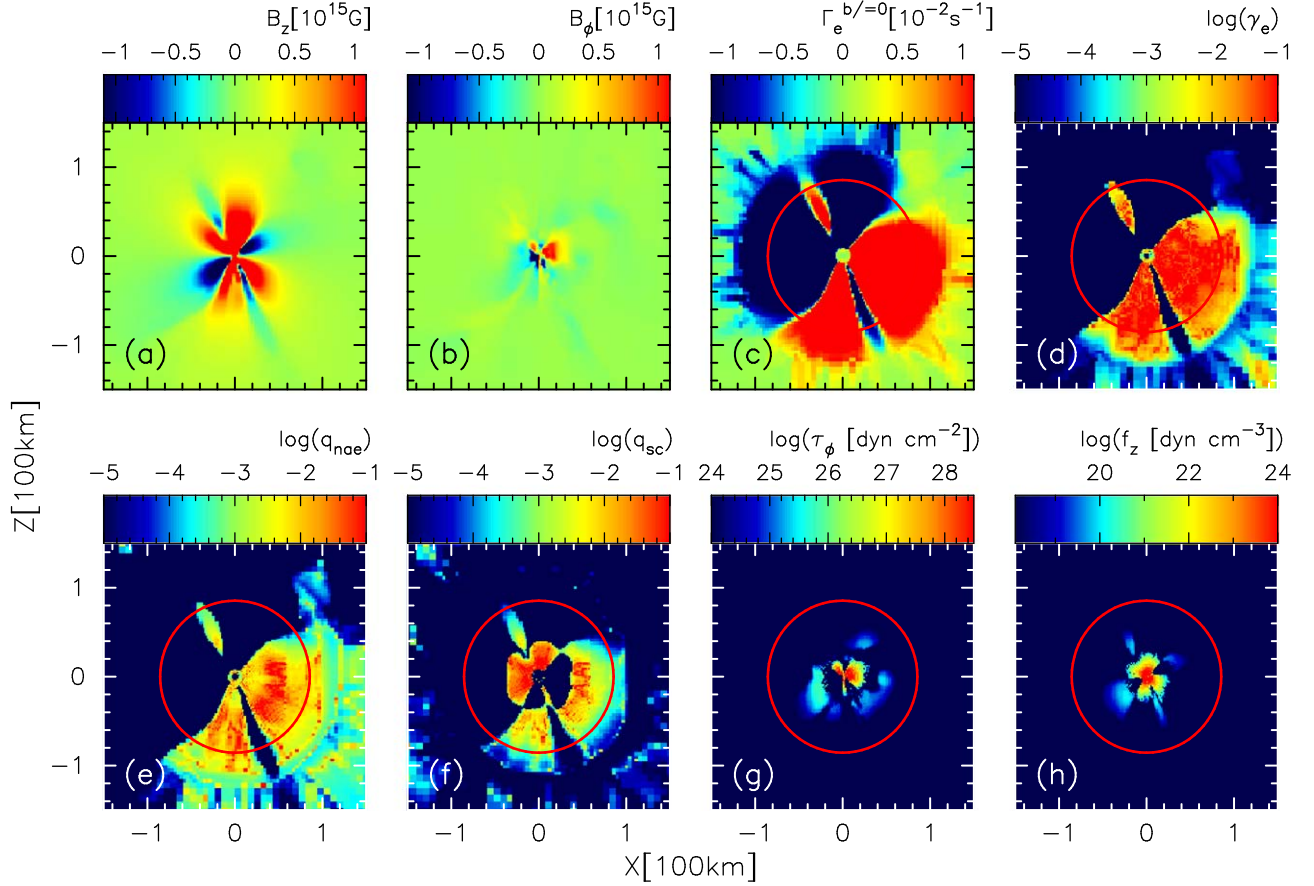 B_z[10^15G] B_φ[10^15G] Γ_e^{b/=0}[10^−2s^−1] log(γ_e)
−1 −0.5 0 0.5 1 −1 −0.5 0 0.5 1 −1 −0.5 0 0.5 1 −5 −4 −3 −2 −1
1
0
−1
(a) (b) (c) (d)
Z[100km]
log(q_nae) log(q_sc) log(τ_φ [dyn cm^−2]) log(f_z [dyn cm^−3])
−5 −4 −3 −2 −1 −5 −4 −3 −2 −1 24 25 26 27 28 20 22 24
1
0
−1
(e) (f) (g) (h)
−1 0 1 −1 0 1 −1 0 1 −1 0 1
X[100km]